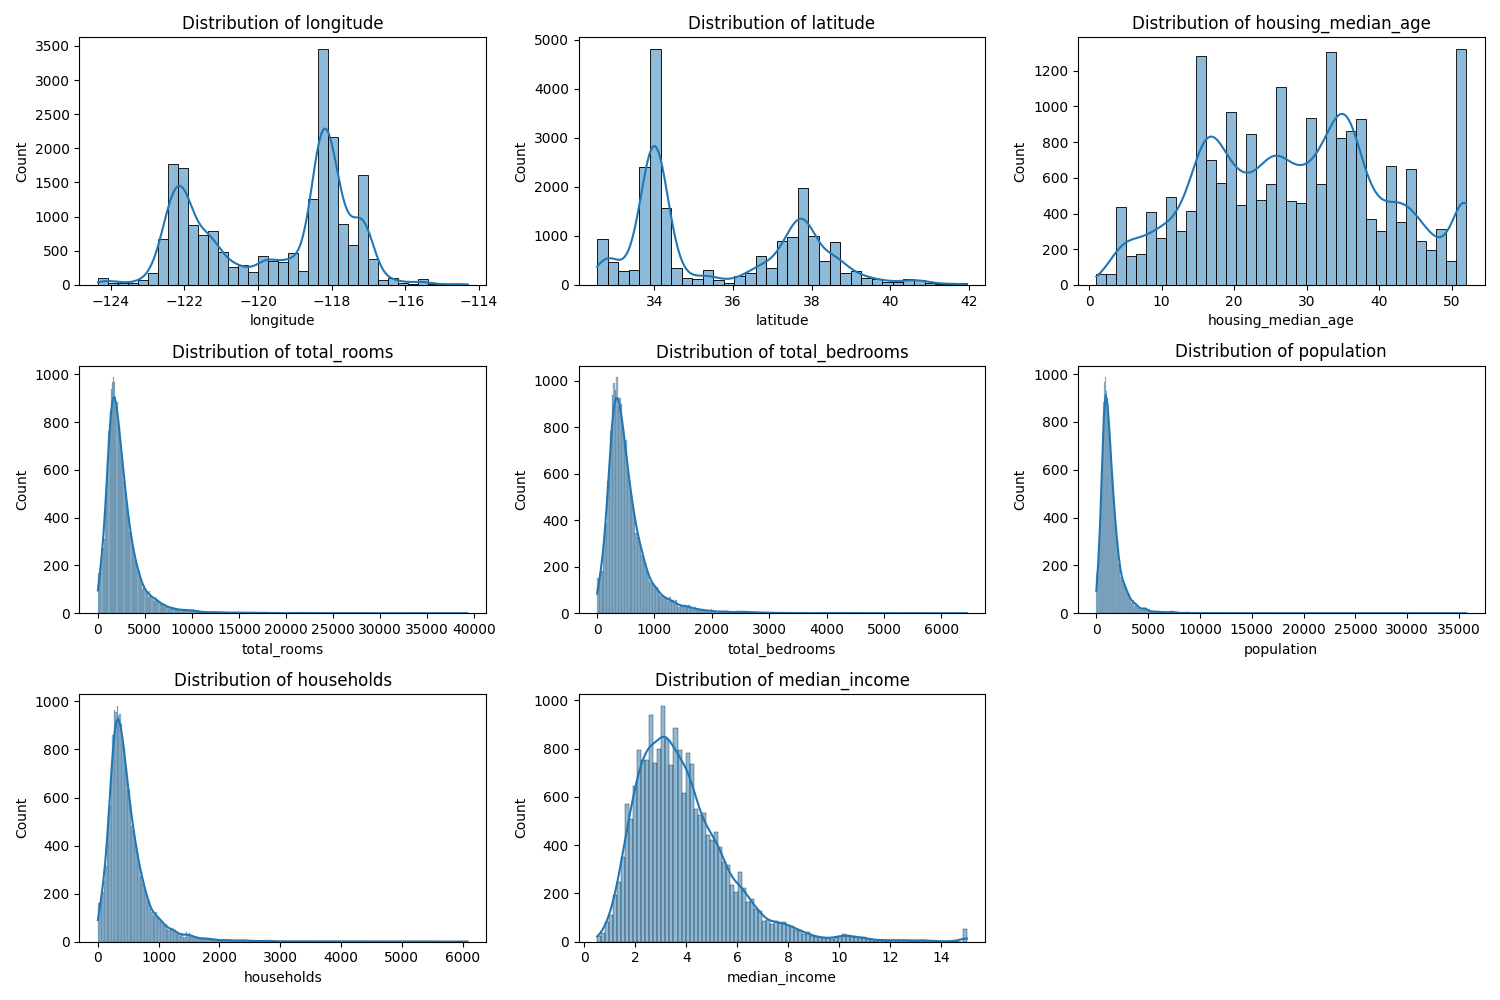 Distribution of longitude
3500
3000
2500
2000
1500
1000
500
0
Count
−124 −122 −120 −118 −116 −114
longitude
Distribution of latitude
5000
4000
3000
2000
1000
0
Count
34 36 38 40 42
latitude
Distribution of housing_median_age
1200
1000
800
600
400
200
0
Count
0 10 20 30 40 50
housing_median_age
Distribution of total_rooms
1000
800
600
400
200
0
Count
0 5000 10000 15000 20000 25000 30000 35000 40000
total_rooms
Distribution of total_bedrooms
1000
800
600
400
200
0
Count
0 1000 2000 3000 4000 5000 6000
total_bedrooms
Distribution of population
1000
800
600
400
200
0
Count
0 5000 10000 15000 20000 25000 30000 35000
population
Distribution of households
1000
800
600
400
200
0
Count
0 1000 2000 3000 4000 5000 6000
households
Distribution of median_income
1000
800
600
400
200
0
Count
0 2 4 6 8 10 12 14
median_income